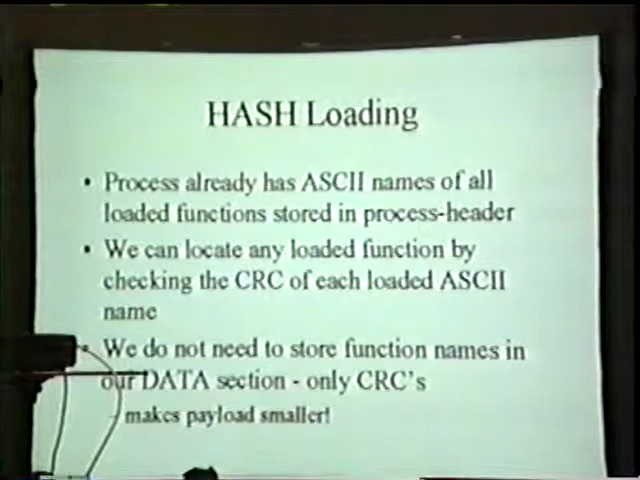 HASH Loading
• Process already has ASCII names of all
loaded functions stored in process-header
• We can locate any loaded function by
checking the CRC of each loaded ASCII
name
• We do not need to store function names in
our DATA section - only CRC's
– makes payload smaller!